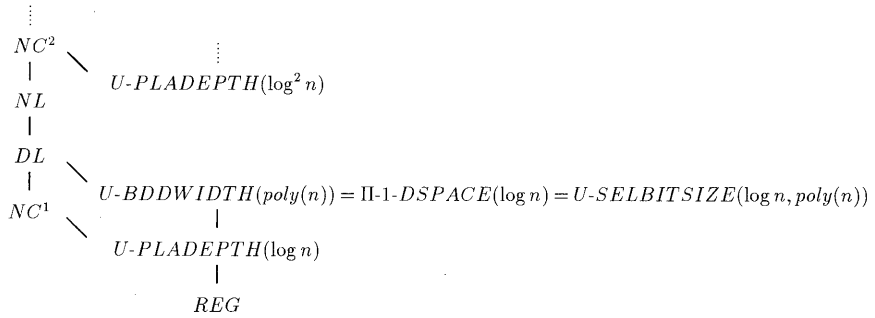 NC²
U-PLADEPTH(log² n)
NL
DL
U-BDDWIDTH(poly(n)) = Π-1-DSPACE(log n) = U-SELBITSIZE(log n, poly(n))
NC¹
U-PLADEPTH(log n)
REG